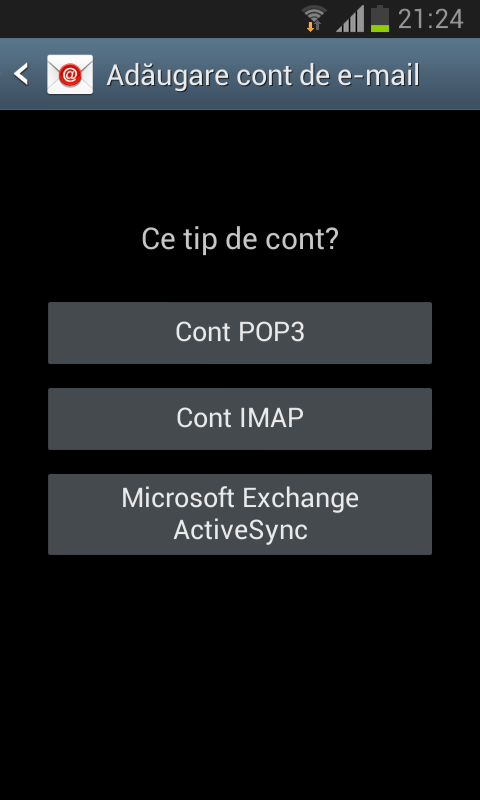 21:24
Adăugare cont de e-mail
Ce tip de cont?
Cont POP3
Cont IMAP
Microsoft Exchange
ActiveSync